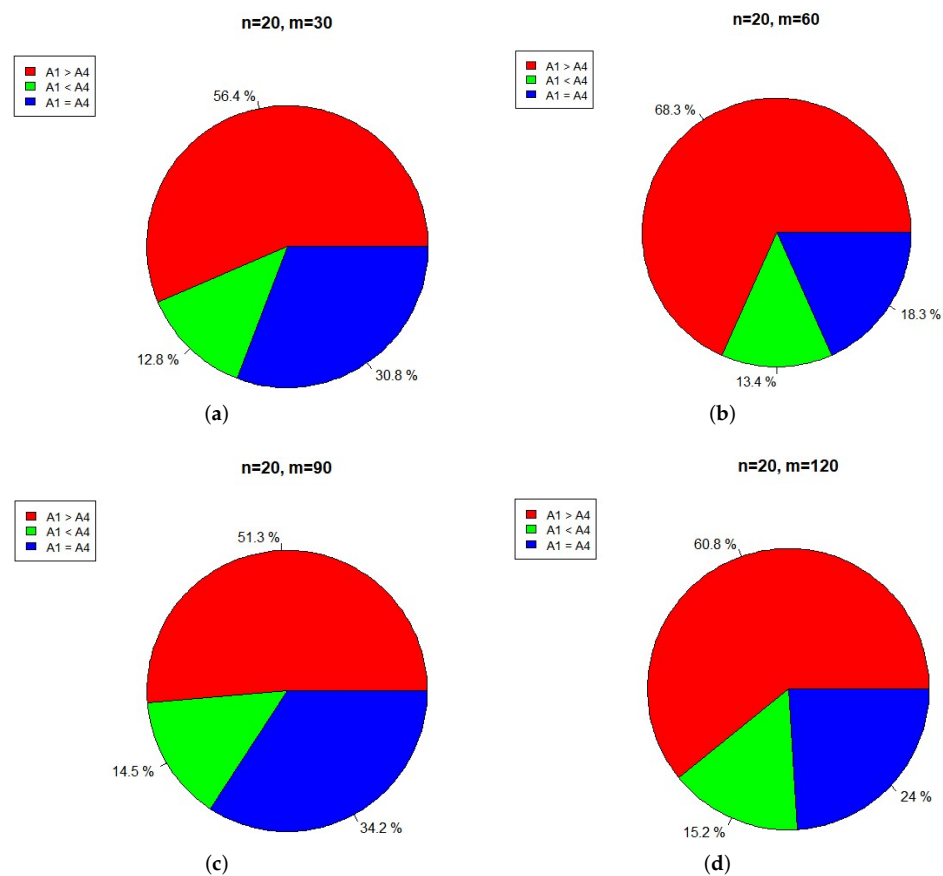 n=20, m=30
A1 > A4
A1 < A4
A1 = A4
56.4 %
12.8 %
30.8 %
(a)
n=20, m=60
A1 > A4
A1 < A4
A1 = A4
68.3 %
18.3 %
13.4 %
(b)
n=20, m=90
A1 > A4
A1 < A4
A1 = A4
51.3 %
14.5 %
34.2 %
(c)
n=20, m=120
A1 > A4
A1 < A4
A1 = A4
60.8 %
24 %
15.2 %
(d)